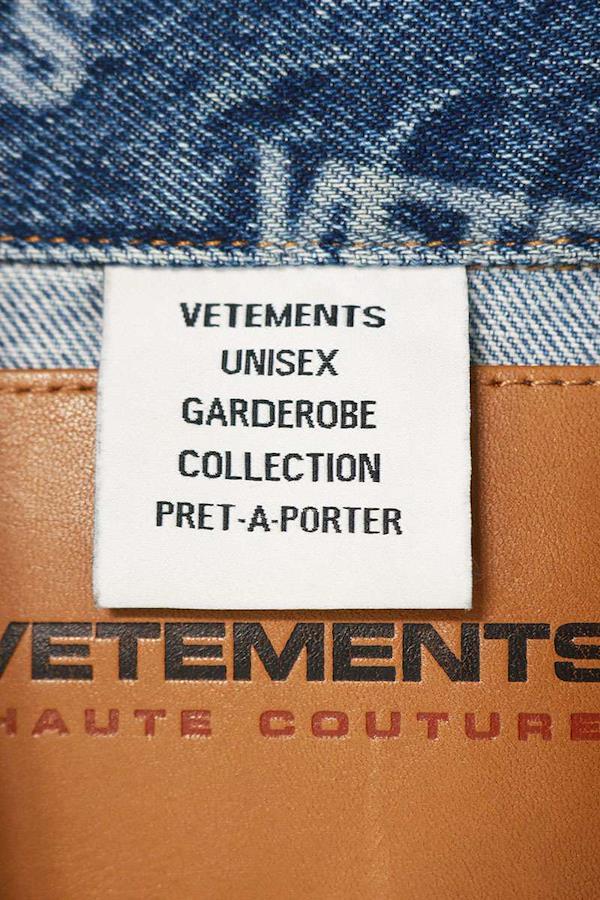 VETEMENTS
UNISEX
GARDEROBE
COLLECTION
PRET-A-PORTER
VETEMENTS
HAUTE COUTURE